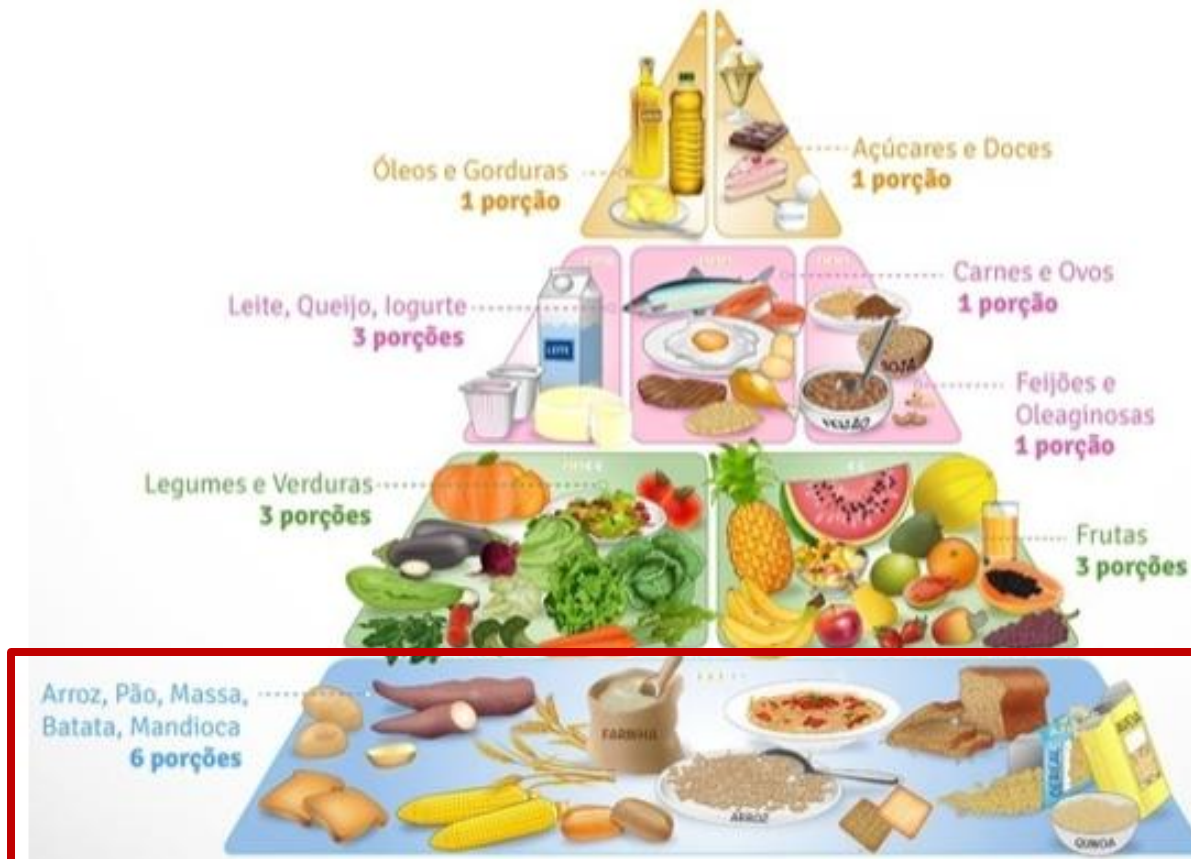 Óleos e Gorduras
1 porção
Açúcares e Doces
1 porção
Leite, Queijo, Iogurte
3 porções
Carnes e Ovos
1 porção
LEITE
SOJA
FEIJÃO
Feijões e
Oleaginosas
1 porção
Legumes e Verduras
3 porções
Frutas
3 porções
Arroz, Pão, Massa,
Batata, Mandioca
6 porções
FARINHA
ARROZ
CEREAL
AVEIA
QUINOA